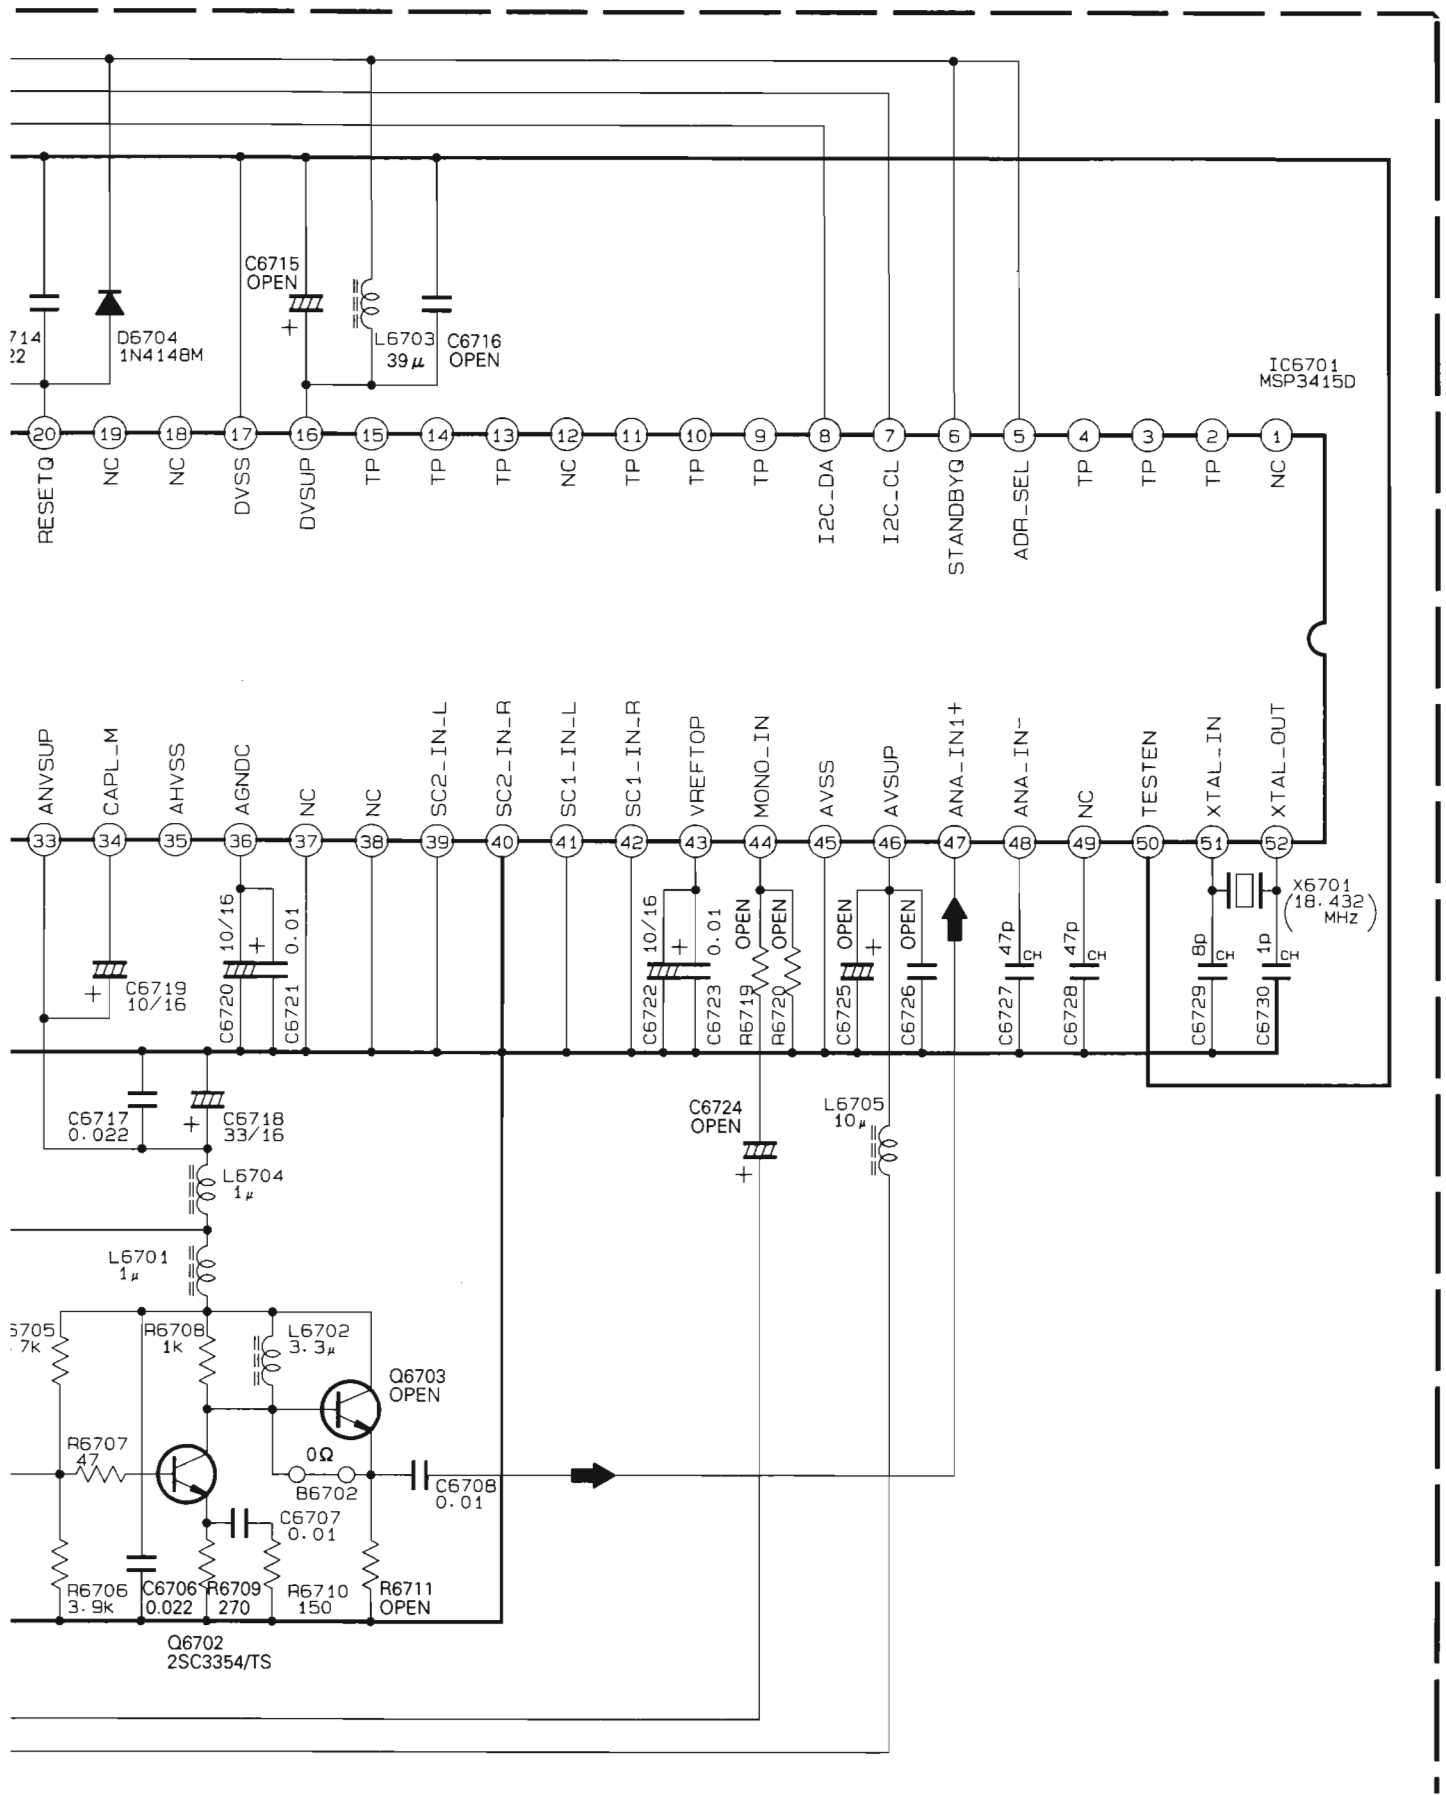 C6715
OPEN
714
22
D6704
1N4148M
L6703
39μ
C6716
OPEN
IC6701
MSP3415D
20 19 18 17 16 15 14 13 12 11 10 9 8 7 6 5 4 3 2 1
RESETQ
NC
NC
DVSS
DVSUP
TP
TP
TP
NC
TP
TP
TP
I2C_DA
I2C_CL
STANDBYQ
ADR_SEL
TP
TP
TP
NC
ANVSUP
CAPL_M
AHVSS
AGNDC
NC
NC
SC2_IN_L
SC2_IN_R
SC1_IN_L
SC1_IN_R
VREFTOP
MONO_IN
AVSS
AVSUP
ANA_IN1+
ANA_IN-
NC
TESTEN
XTAL_IN
XTAL_OUT
33 34 35 36 37 38 39 40 41 42 43 44 45 46 47 48 49 50 51 52
+
C6719
10/16
C6720 10/16
+
C6721 0.01
C6722 10/16
+
C6723 0.01
R6719 OPEN
R6720 OPEN
C6725 OPEN
+
C6726 OPEN
C6727 47p
CH
C6728 47p
CH
C6729 8p
CH
C6730 1p
CH
X6701
(18.432
MHz)
C6717
0.022
+
C6718
33/16
C6724
OPEN
+
L6705
10μ
L6704
1μ
L6701
1μ
6705
.7K
R6708
1K
L6702
3.3μ
Q6703
OPEN
R6707
47
0Ω
B6702
C6708
0.01
C6707
0.01
R6706
3.9K
C6706
0.022
R6709
270
R6710
150
R6711
OPEN
Q6702
2SC3354/TS